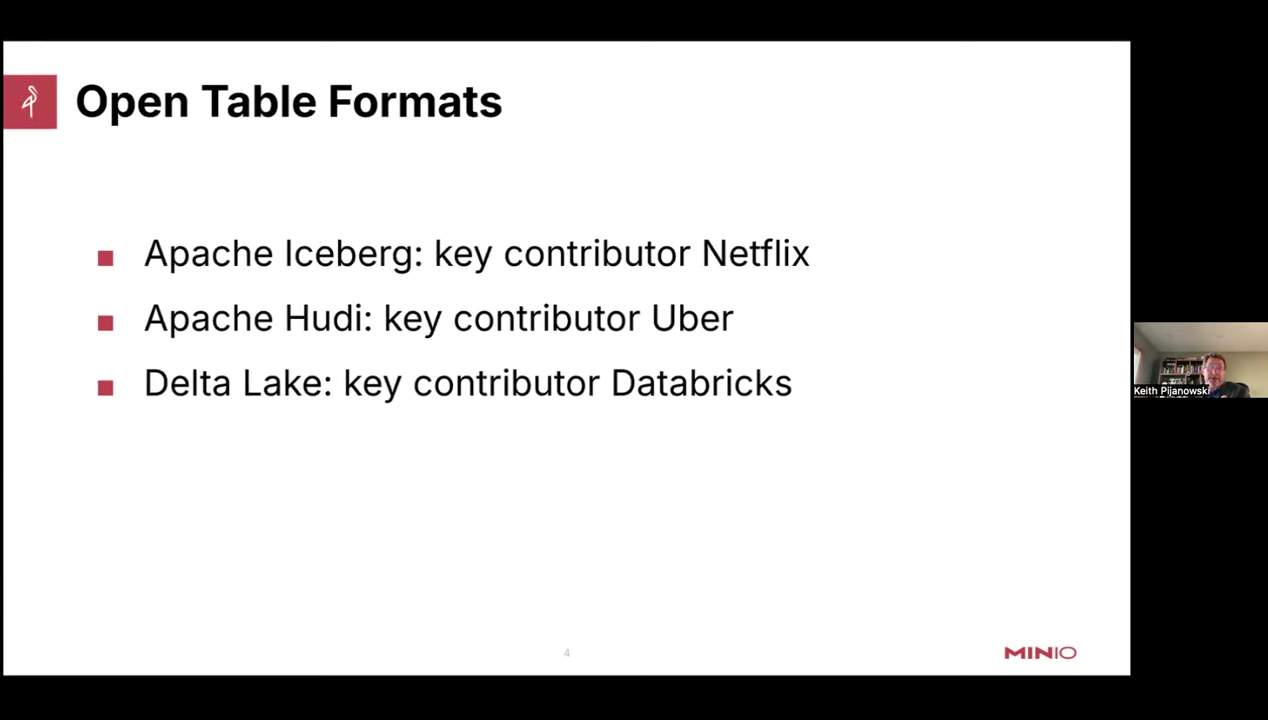 Open Table Formats
Apache Iceberg: key contributor Netflix
Apache Hudi: key contributor Uber
Delta Lake: key contributor Databricks
Keith Pijanowski
4
MINIO